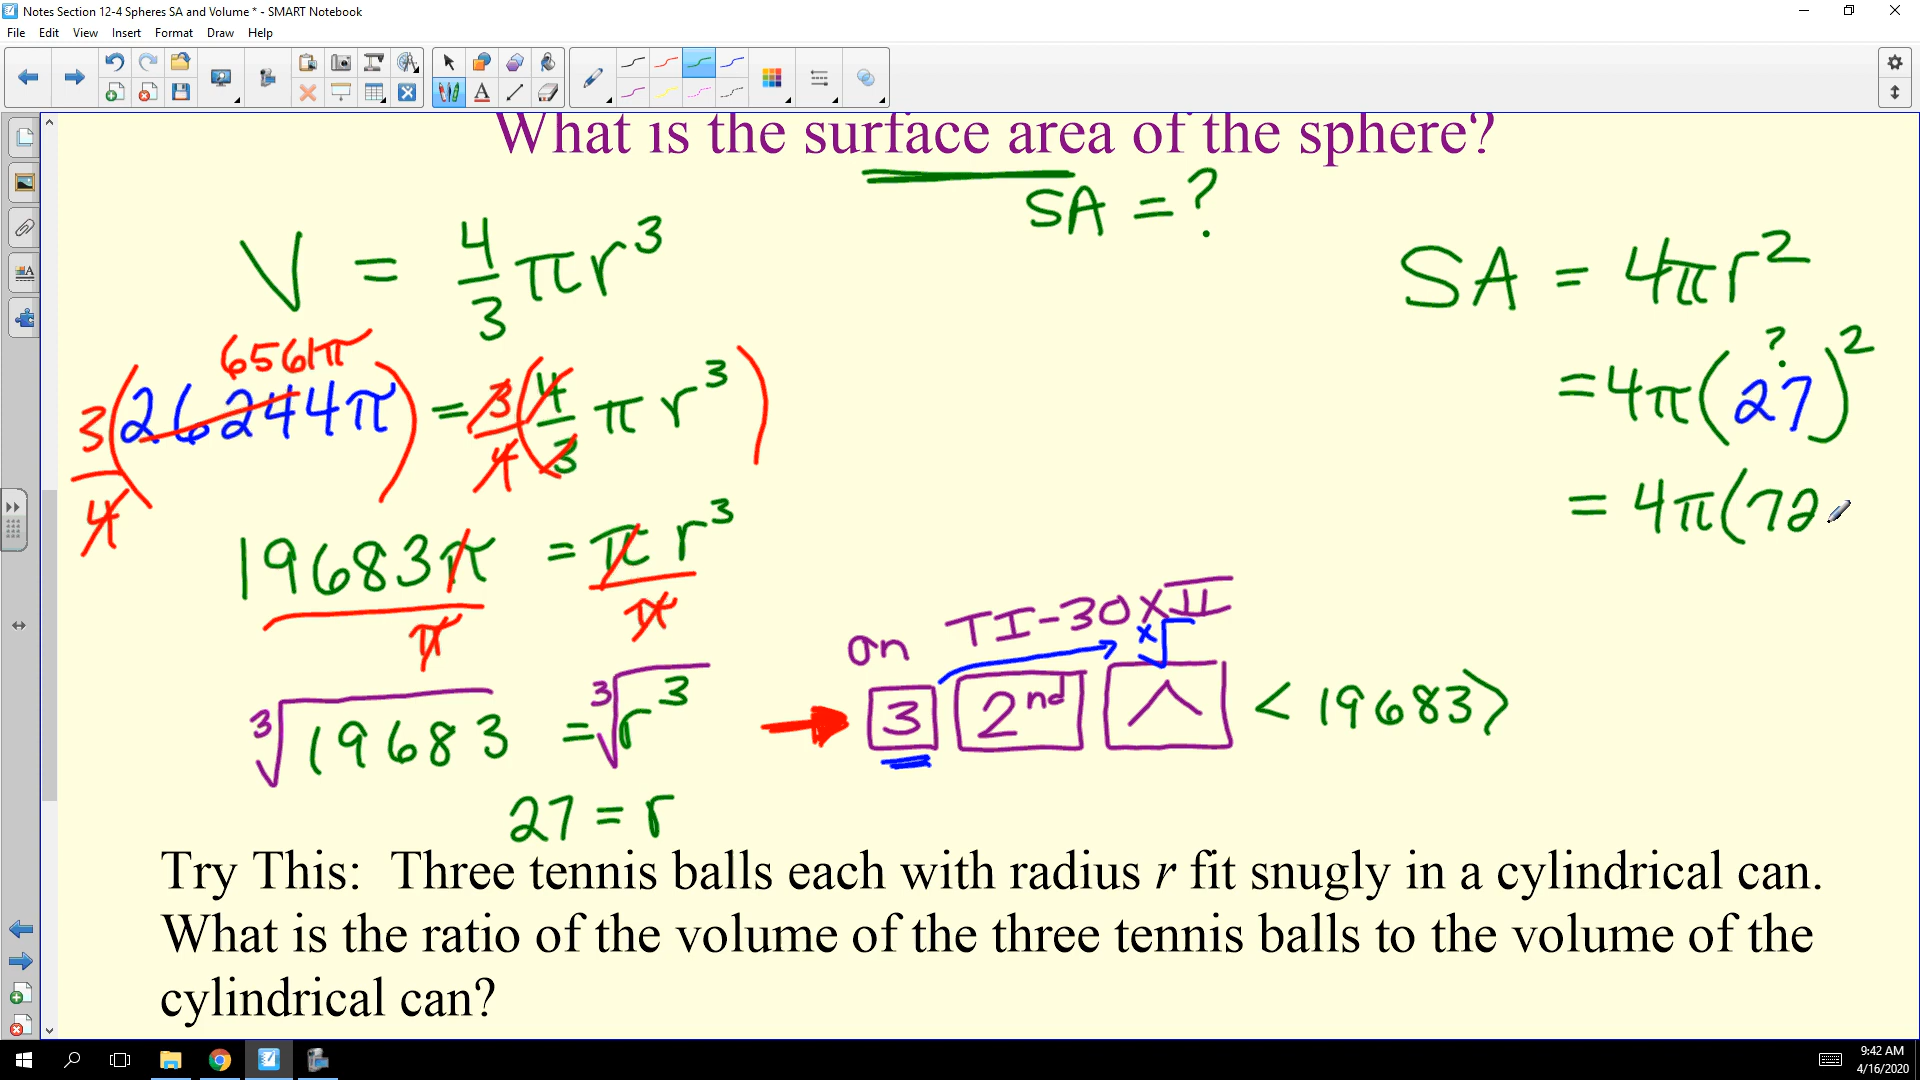 Notes Section 12-4 Spheres SA and Volume * - SMART Notebook
File Edit View Insert Format Draw Help
What is the surface area of the sphere?
SA = ?
V = 4/3 πr³
SA = 4πr²
6561π
?
3/4 (26244π) = 3/4 (4/3 π r³)
= 4π(27)²
= 4π(72
19683π = π r³
π π
on TI-30XII
x√
∛19683 = ∛r³
3 2nd ^ <19683>
27 = r
Try This: Three tennis balls each with radius r fit snugly in a cylindrical can.
What is the ratio of the volume of the three tennis balls to the volume of the
cylindrical can?
9:42 AM
4/16/2020